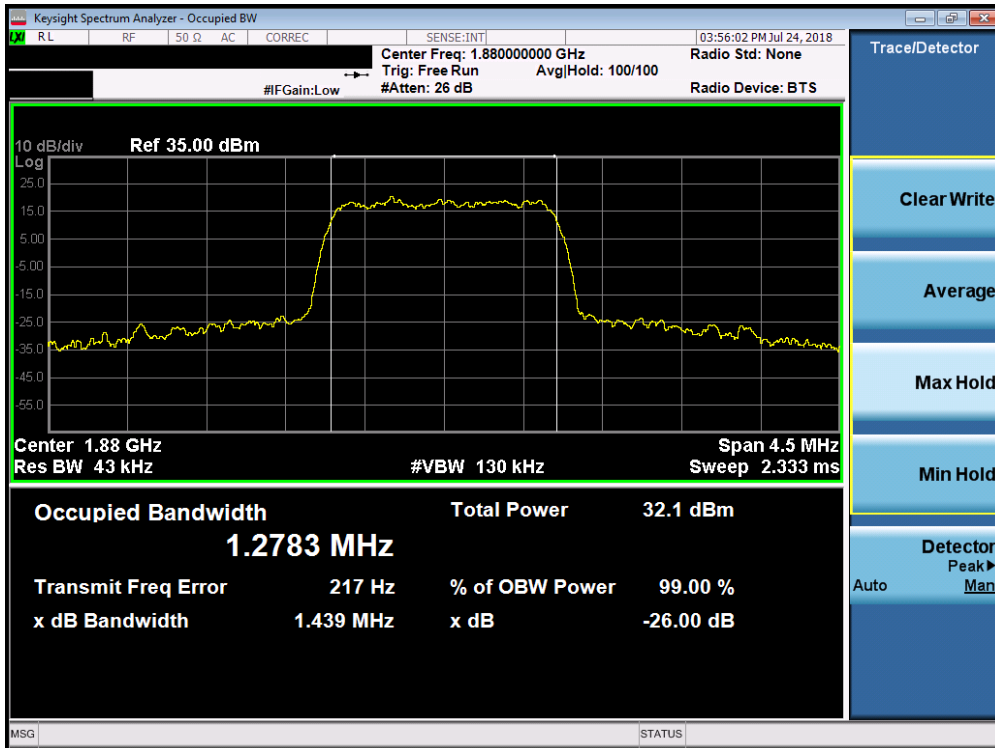 Keysight Spectrum Analyzer - Occupied BW
LXI RL RF 50 Ω AC CORREC SENSE:INT 03:56:02 PM Jul 24, 2018
Center Freq: 1.880000000 GHz Radio Std: None
Trig: Free Run Avg|Hold: 100/100
#IFGain:Low #Atten: 26 dB Radio Device: BTS
Trace/Detector
10 dB/div Ref 35.00 dBm
Log
25.0
15.0
5.00
-5.00
-15.0
-25.0
-35.0
-45.0
-55.0
Center 1.88 GHz Span 4.5 MHz
Res BW 43 kHz #VBW 130 kHz Sweep 2.333 ms
Occupied Bandwidth Total Power 32.1 dBm
1.2783 MHz
Transmit Freq Error 217 Hz % of OBW Power 99.00 %
x dB Bandwidth 1.439 MHz x dB -26.00 dB
Clear Write
Average
Max Hold
Min Hold
Detector
Peak▶
Auto Man
MSG STATUS